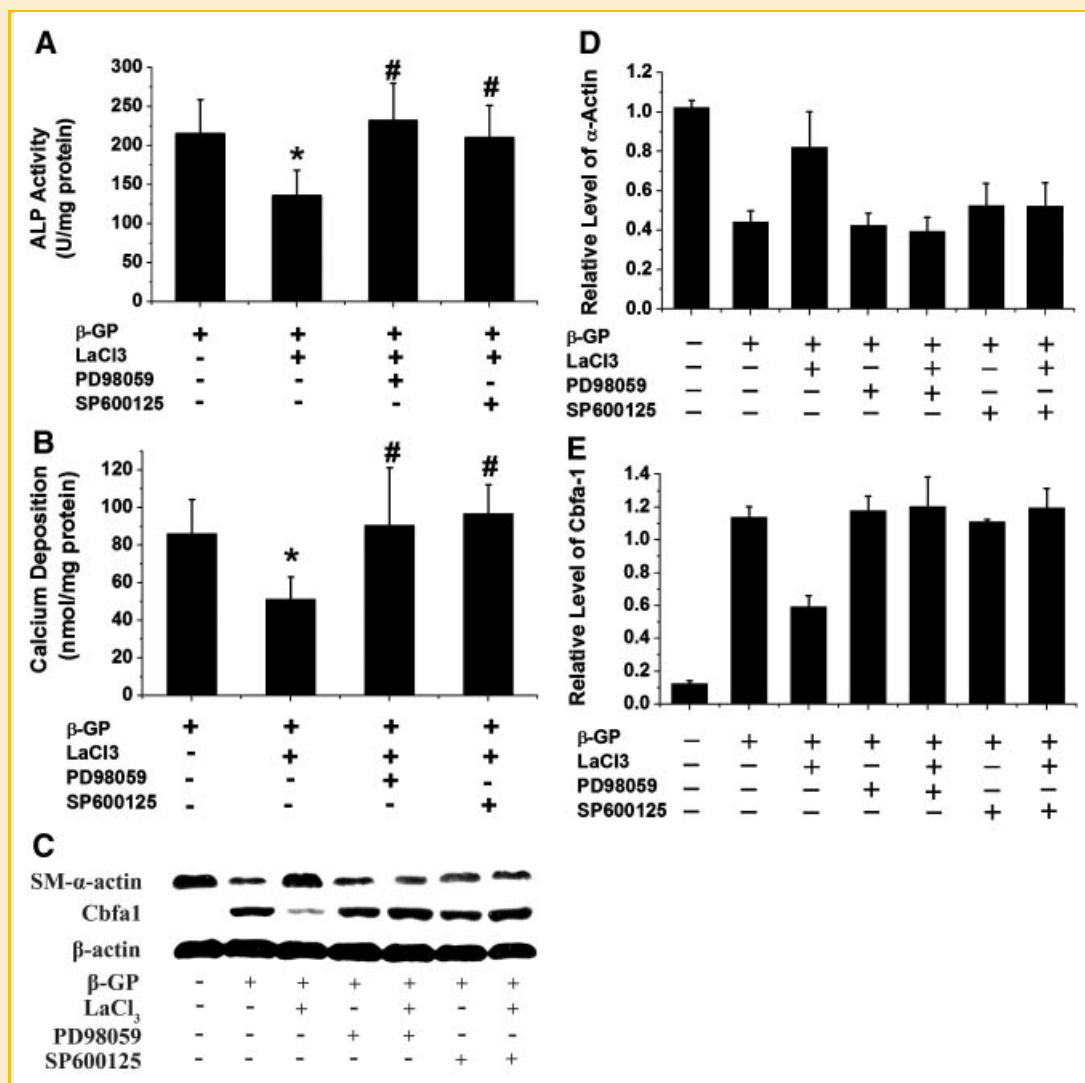 A
300
250
200
150
100
50
0
ALP Activity
(U/mg protein)
*
#
#
β-GP + + + +
LaCl3 - + + +
PD98059 - - + -
SP600125 - - - +
B
120
100
80
60
40
20
0
Calcium Deposition
(nmol/mg protein)
*
#
#
β-GP + + + +
LaCl3 - + + +
PD98059 - - + -
SP600125 - - - +
C
SM-α-actin
Cbfa1
β-actin
β-GP - + + + + + +
LaCl3 - - + - + - +
PD98059 - - - + + - -
SP600125 - - - - - + +
D
1.2
1.0
0.8
0.6
0.4
0.2
0.0
Relative Level of α-Actin
β-GP – + + + + + +
LaCl3 – – + – + – +
PD98059 – – – + + – –
SP600125 – – – – – + +
E
1.4
1.2
1.0
0.8
0.6
0.4
0.2
0.0
Relative Level of Cbfa-1
β-GP – + + + + + +
LaCl3 – – + – + – +
PD98059 – – – + + – –
SP600125 – – – – – + +